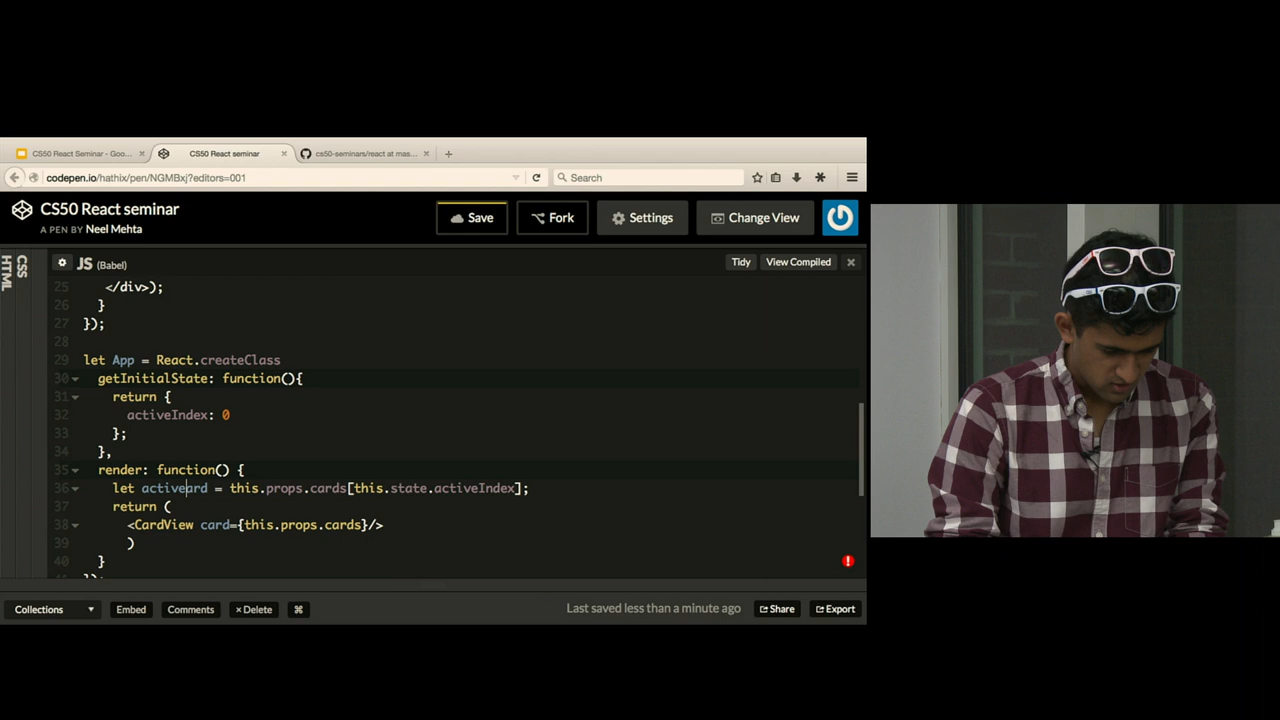 CS50 React Seminar - Goo...
CS50 React seminar
cs50-seminars/react at mas...
codepen.io/hathix/pen/NGMBxj?editors=001
Search
CS50 React seminar
A PEN BY Neel Mehta
Save
Fork
Settings
Change View
HTML
CSS
JS (Babel)
Tidy
View Compiled
25 </div>);
26 }
27 });
28
29 let App = React.createClass
30 getInitialState: function(){
31 return {
32 activeIndex: 0
33 };
34 },
35 render: function() {
36 let activeard = this.props.cards[this.state.activeIndex];
37 return (
38 <CardView card={this.props.cards}/>
39 )
40 }
Collections
Embed
Comments
× Delete
⌘
Last saved less than a minute ago
Share
Export